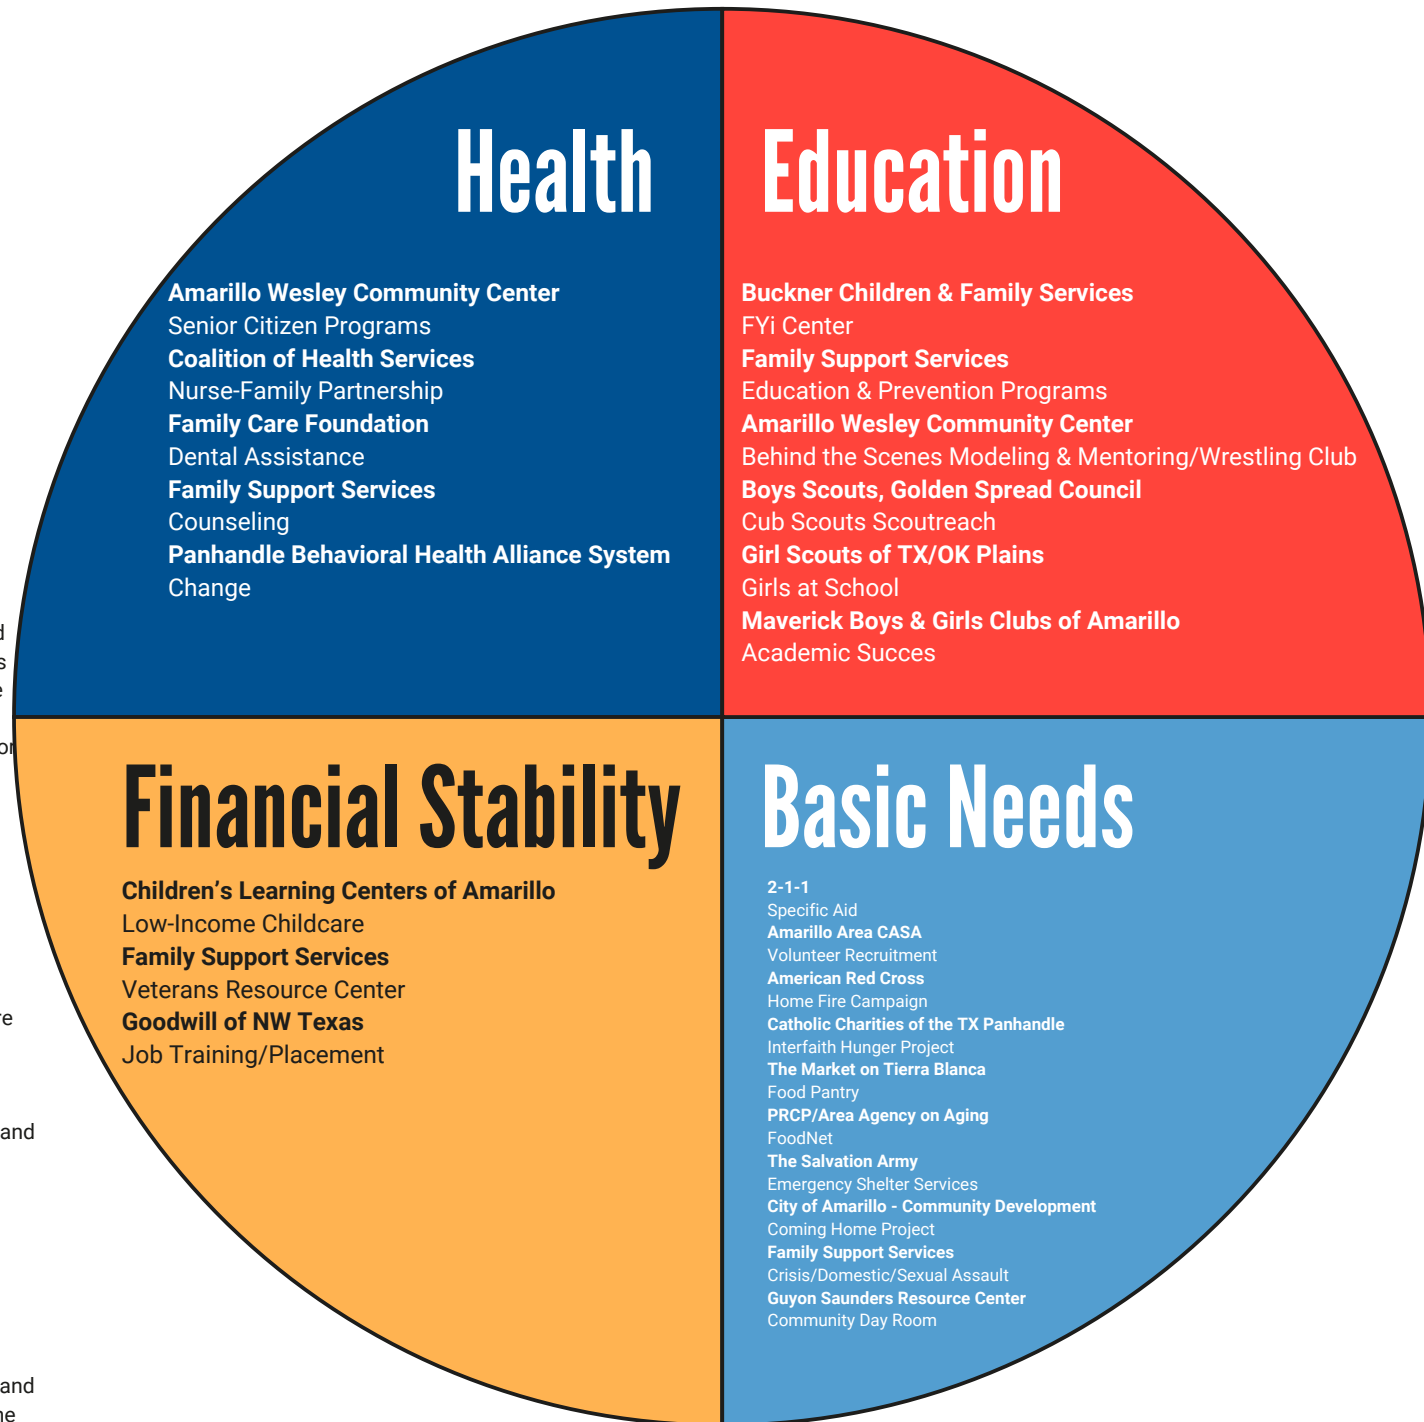 Health
Amarillo Wesley Community Center
Senior Citizen Programs
Coalition of Health Services
Nurse-Family Partnership
Family Care Foundation
Dental Assistance
Family Support Services
Counseling
Panhandle Behavioral Health Alliance System
Change
Education
Buckner Children & Family Services
FYi Center
Family Support Services
Education & Prevention Programs
Amarillo Wesley Community Center
Behind the Scenes Modeling & Mentoring/Wrestling Club
Boys Scouts, Golden Spread Council
Cub Scouts Scoutreach
Girl Scouts of TX/OK Plains
Girls at School
Maverick Boys & Girls Clubs of Amarillo
Academic Succes
Financial Stability
Children's Learning Centers of Amarillo
Low-Income Childcare
Family Support Services
Veterans Resource Center
Goodwill of NW Texas
Job Training/Placement
Basic Needs
2-1-1
Specific Aid
Amarillo Area CASA
Volunteer Recruitment
American Red Cross
Home Fire Campaign
Catholic Charities of the TX Panhandle
Interfaith Hunger Project
The Market on Tierra Blanca
Food Pantry
PRCP/Area Agency on Aging
FoodNet
The Salvation Army
Emergency Shelter Services
City of Amarillo - Community Development
Coming Home Project
Family Support Services
Crisis/Domestic/Sexual Assault
Guyon Saunders Resource Center
Community Day Room
and
and